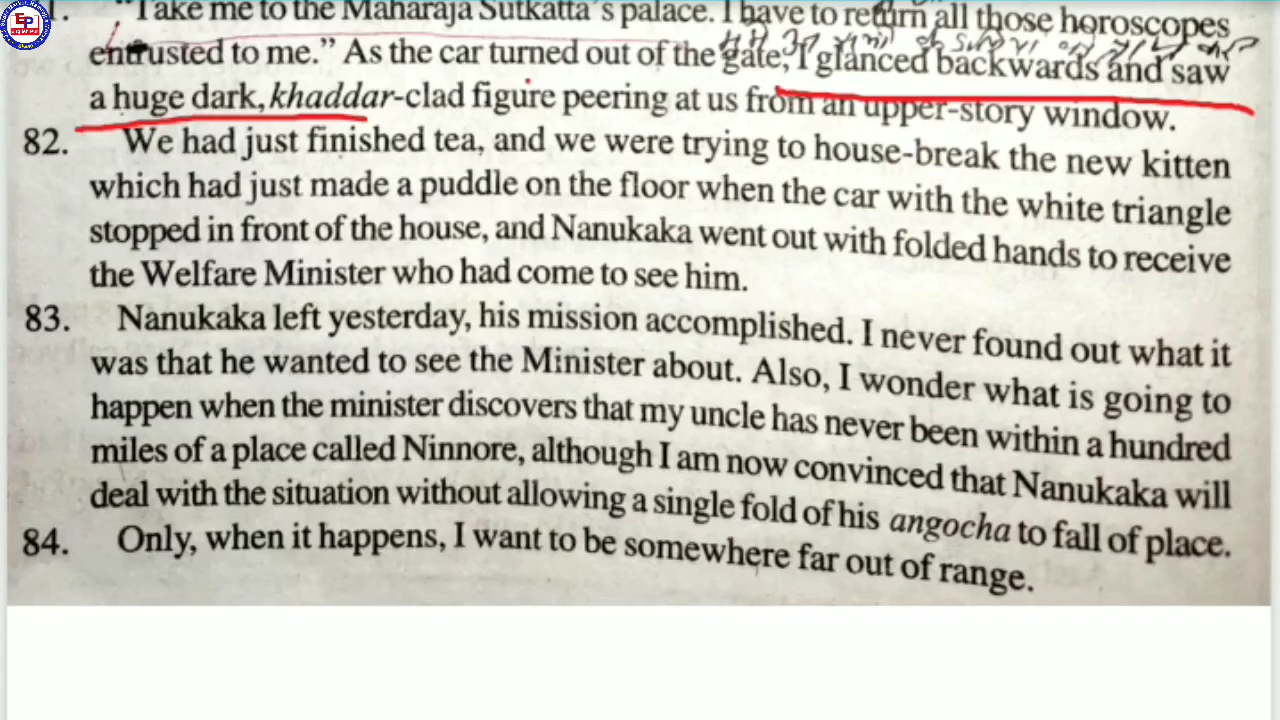 "Take me to the Maharaja Sutkatta's palace. I have to return all those horoscopes
entrusted to me." As the car turned out of the gate, I glanced backwards and saw
a huge dark, khaddar-clad figure peering at us from an upper-story window.
82. We had just finished tea, and we were trying to house-break the new kitten
which had just made a puddle on the floor when the car with the white triangle
stopped in front of the house, and Nanukaka went out with folded hands to receive
the Welfare Minister who had come to see him.
83. Nanukaka left yesterday, his mission accomplished. I never found out what it
was that he wanted to see the Minister about. Also, I wonder what is going to
happen when the minister discovers that my uncle has never been within a hundred
miles of a place called Ninnore, although I am now convinced that Nanukaka will
deal with the situation without allowing a single fold of his angocha to fall of place.
84. Only, when it happens, I want to be somewhere far out of range.
EP